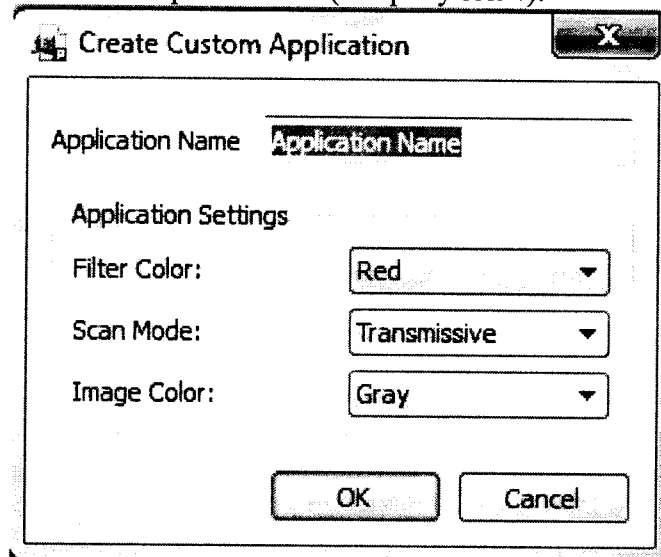 Create Custom Application
Application Name Application Name
Application Settings
Filter Color: Red
Scan Mode: Transmissive
Image Color: Gray
OK Cancel